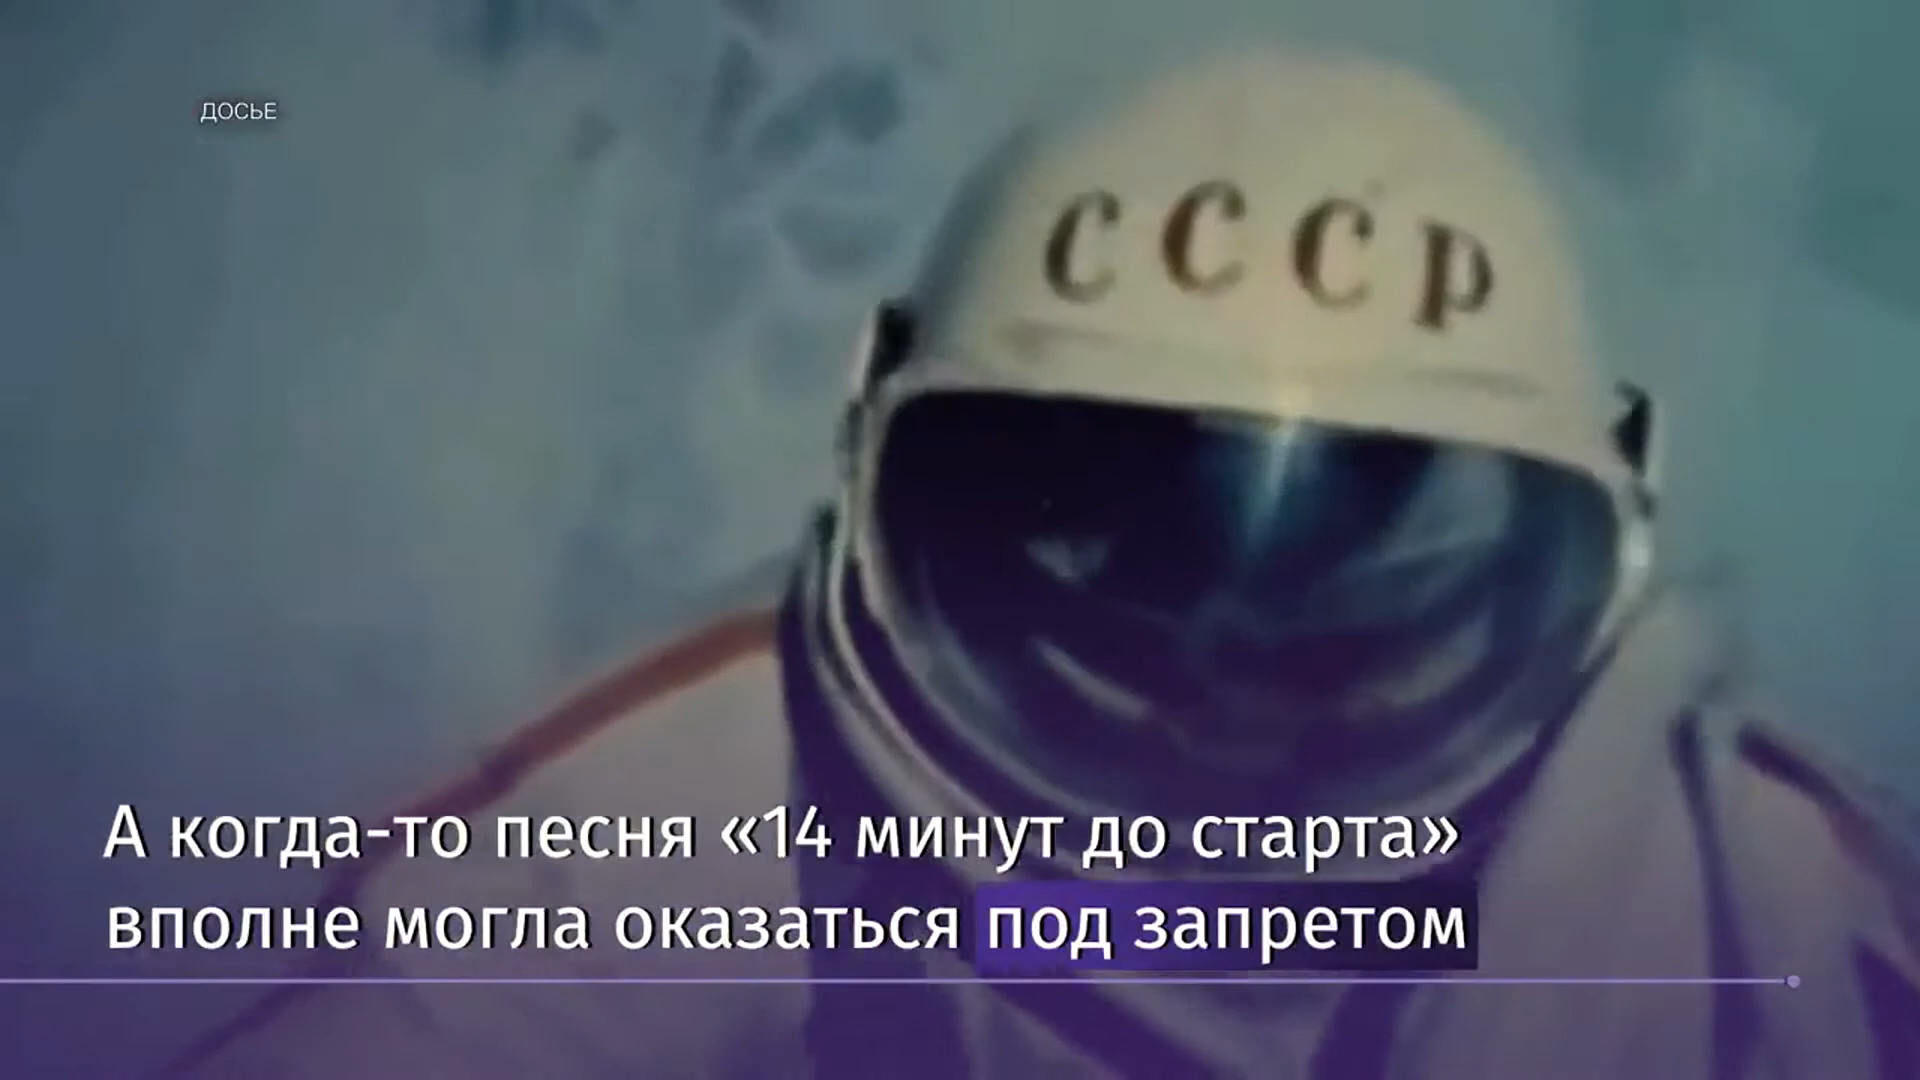 ДОСЬЕ
СССР
А когда-то песня «14 минут до старта»
вполне могла оказаться под запретом